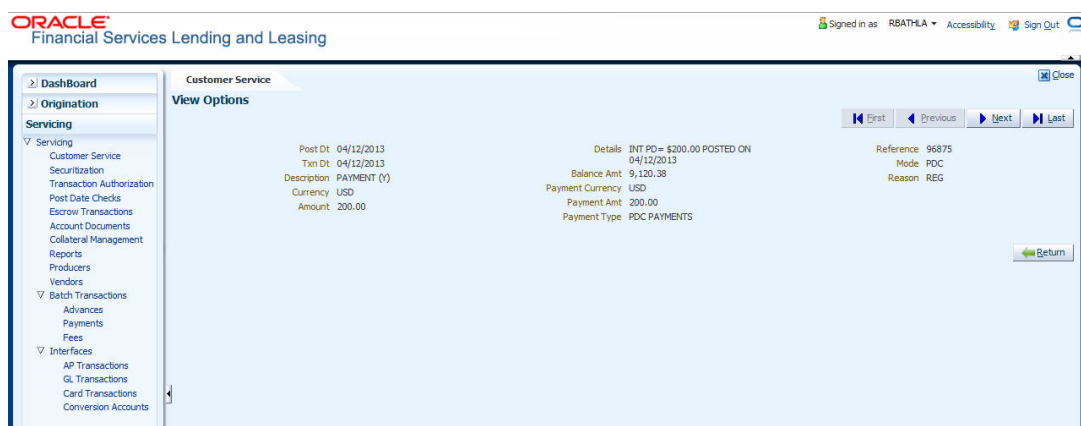 ORACLE
Financial Services Lending and Leasing
Signed in as RBATHLA Accessibility Sign Out
DashBoard
Origination
Servicing
Servicing
Customer Service
Securitization
Transaction Authorization
Post Date Checks
Escrow Transactions
Account Documents
Collateral Management
Reports
Producers
Vendors
Batch Transactions
Advances
Payments
Fees
Interfaces
AP Transactions
GL Transactions
Card Transactions
Conversion Accounts
Customer Service
Close
View Options
First Previous Next Last
Post Dt 04/12/2013
Txn Dt 04/12/2013
Description PAYMENT (Y)
Currency USD
Amount 200.00
Details INT PD= $200.00 POSTED ON
04/12/2013
Balance Amt 9,120.38
Payment Currency USD
Payment Amt 200.00
Payment Type PDC PAYMENTS
Reference 96875
Mode PDC
Reason REG
Return